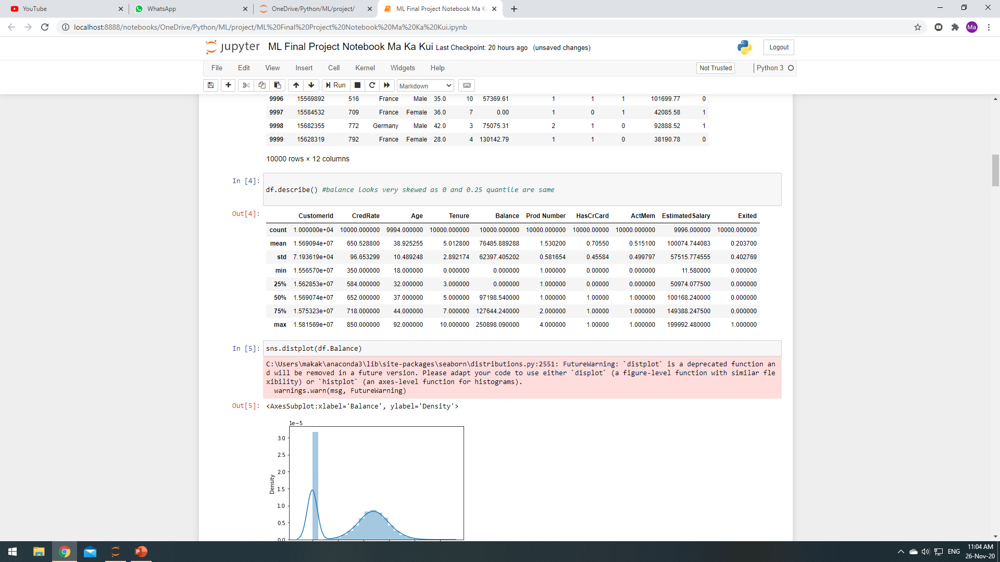 YouTube
WhatsApp
OneDrive/Python/ML/project/
ML Final Project Notebook Ma Ka
localhost:8888/notebooks/OneDrive/Python/ML/project/ML%20Final%20Project%20Notebook%20Ma%20Ka%20Kui.ipynb
Ma
jupyter ML Final Project Notebook Ma Ka Kui Last Checkpoint: 20 hours ago (unsaved changes)
Logout
File Edit View Insert Cell Kernel Widgets Help
Not Trusted
Python 3
Run
Markdown
9996 15569892 516 France Male 35.0 10 57369.61 1 1 1 101699.77 0
9997 15584532 709 France Female 36.0 7 0.00 1 0 1 42085.58 1
9998 15682355 772 Germany Male 42.0 3 75075.31 2 1 0 92888.52 1
9999 15628319 792 France Female 28.0 4 130142.79 1 1 0 38190.78 0
10000 rows × 12 columns
In [4]:
df.describe() #balance looks very skewed as 0 and 0.25 quantile are same
Out[4]:
CustomerId CredRate Age Tenure Balance Prod Number HasCrCard ActMem EstimatedSalary Exited
count 1.000000e+04 10000.000000 9994.000000 10000.000000 10000.000000 10000.000000 10000.00000 10000.000000 9996.000000 10000.000000
mean 1.569094e+07 650.528800 38.925255 5.012800 76485.889288 1.530200 0.70550 0.515100 100074.744083 0.203700
std 7.193619e+04 96.653299 10.489248 2.892174 62397.405202 0.581654 0.45584 0.499797 57515.774555 0.402769
min 1.556570e+07 350.000000 18.000000 0.000000 0.000000 1.000000 0.00000 0.000000 11.580000 0.000000
25% 1.562853e+07 584.000000 32.000000 3.000000 0.000000 1.000000 0.00000 0.000000 50974.077500 0.000000
50% 1.569074e+07 652.000000 37.000000 5.000000 97198.540000 1.000000 1.00000 1.000000 100168.240000 0.000000
75% 1.575323e+07 718.000000 44.000000 7.000000 127644.240000 2.000000 1.00000 1.000000 149388.247500 0.000000
max 1.581569e+07 850.000000 92.000000 10.000000 250898.090000 4.000000 1.00000 1.000000 199992.480000 1.000000
In [5]:
sns.distplot(df.Balance)
C:\Users\makak\anaconda3\lib\site-packages\seaborn\distributions.py:2551: FutureWarning: `distplot` is a deprecated function an
d will be removed in a future version. Please adapt your code to use either `displot` (a figure-level function with similar fle
xibility) or `histplot` (an axes-level function for histograms).
warnings.warn(msg, FutureWarning)
Out[5]:
<AxesSubplot:xlabel='Balance', ylabel='Density'>
1e−5
3.0
2.5
2.0
1.5
1.0
0.5
0.0
Density
ENG
11:04 AM
26-Nov-20